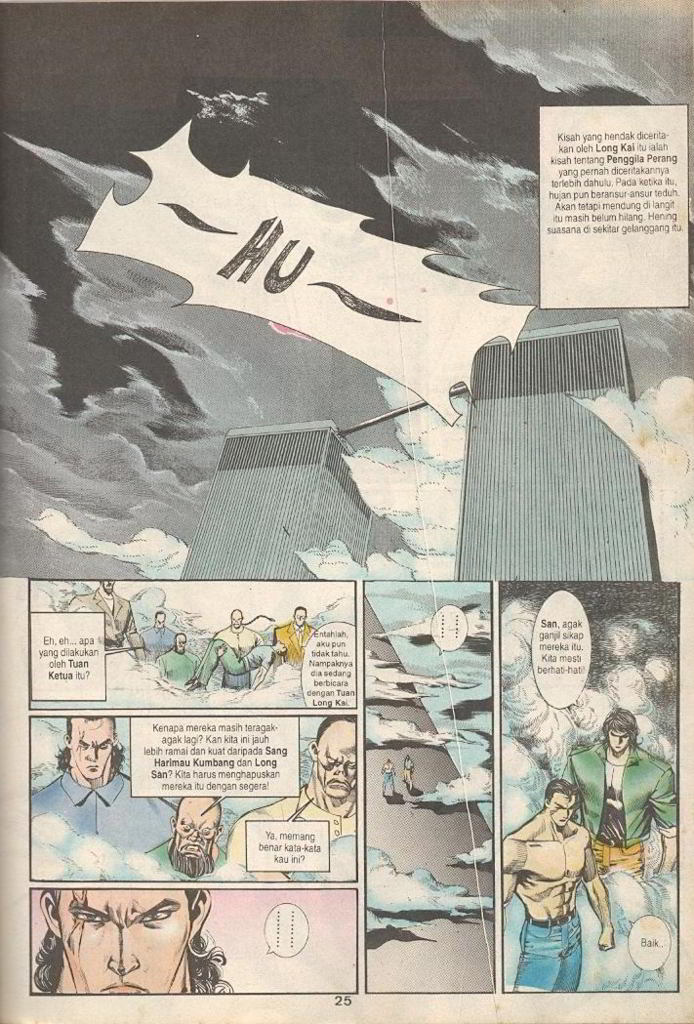 Kisah yang hendak dicerita-
kan oleh Long Kai itu ialah
kisah tentang Penggila Perang
yang pernah diceritakannya
terlebih dahulu. Pada ketika itu,
hujan pun beransur-ansur teduh.
Akan tetapi mendung di langit
itu masih belum hilang. Hening
suasana di sekitar gelanggang itu.
HU
Eh, eh... apa
yang dilakukan
oleh Tuan
Ketua itu?
Entahlah,
aku pun
tidak tahu.
Nampaknya
dia sedang
berbicara
dengan Tuan
Long Kai.
Kenapa mereka masih teragak-
agak lagi? Kan kita ini jauh
lebih ramai dan kuat daripada Sang
Harimau Kumbang dan Long
San? Kita harus menghapuskan
mereka itu dengan segera!
Ya, memang
benar kata-kata
kau ini?
San, agak
ganjil sikap
mereka itu.
Kita mesti
berhati-hati!
Baik..
25